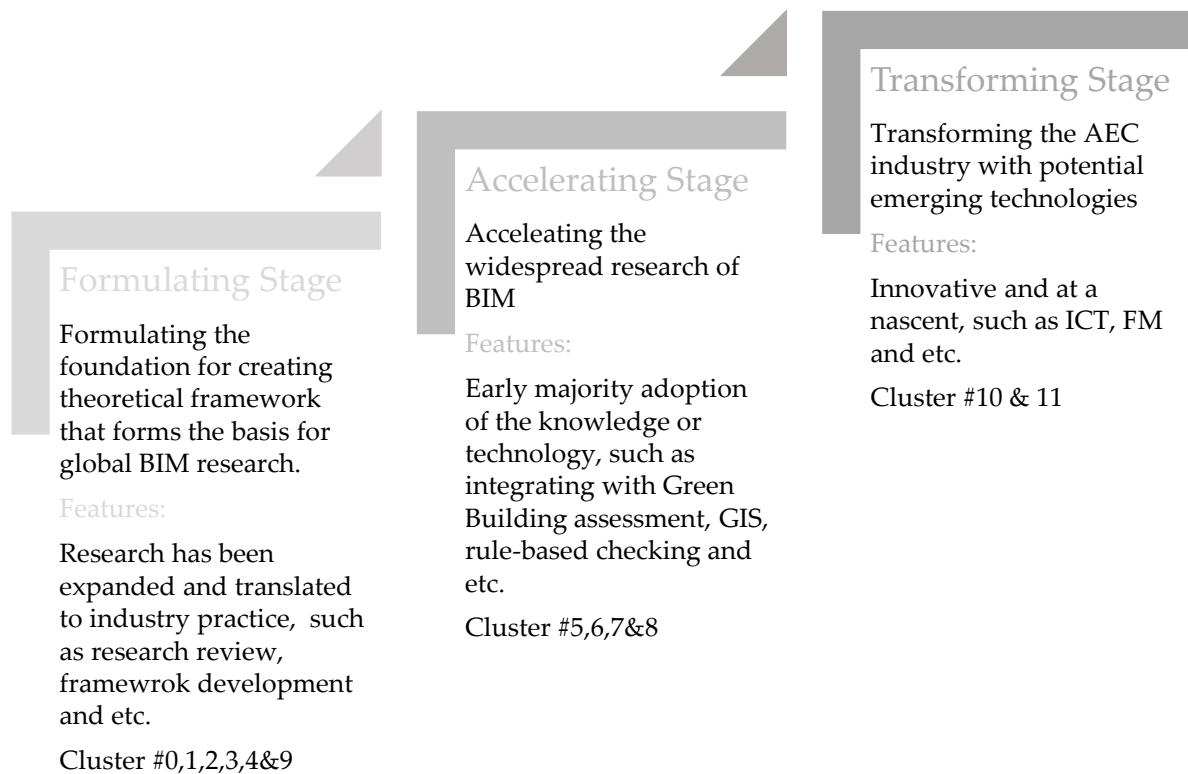 Formulating Stage
Formulating the
foundation for creating
theoretical framework
that forms the basis for
global BIM research.
Features:
Research has been
expanded and translated
to industry practice,  such
as research review,
framewrok development
and etc.
Cluster #0,1,2,3,4&9
Accelerating Stage
Acceleating the
widespread research of
BIM
Features:
Early majority adoption
of the knowledge or
technology, such as
integrating with Green
Building assessment, GIS,
rule-based checking and
etc.
Cluster #5,6,7&8
Transforming Stage
Transforming the AEC
industry with potential
emerging technologies
Features:
Innovative and at a
nascent, such as ICT, FM
and etc.
Cluster #10 & 11